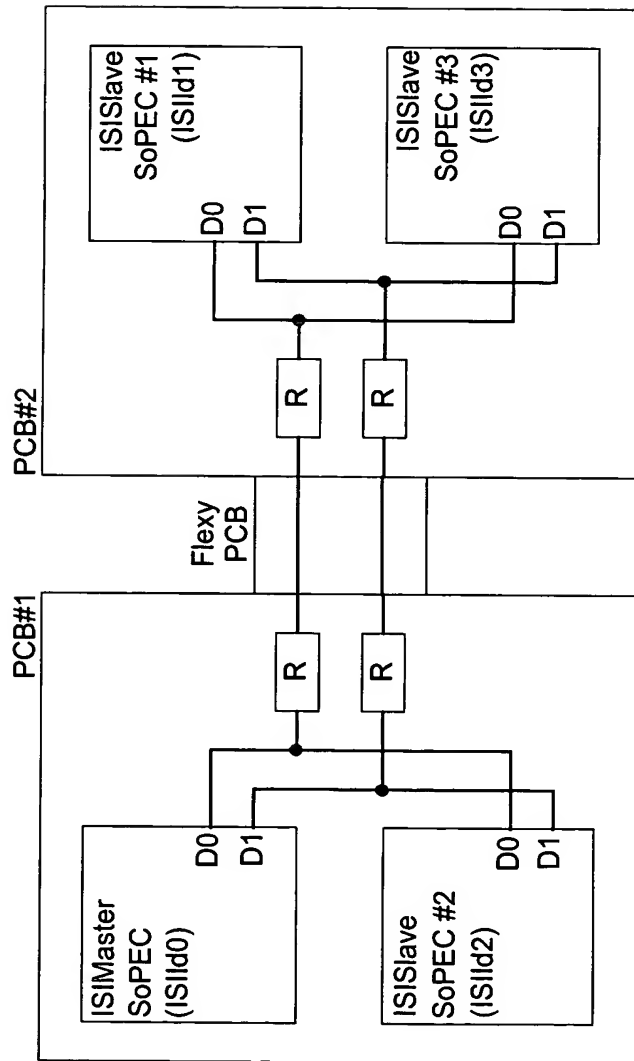 PCB#1
ISIMaster
SoPEC
(ISIId0)
D0
D1
ISISlave
SoPEC #2
(ISIId2)
D0
D1
R
R
Flexy
PCB
PCB#2
R
R
ISISlave
SoPEC #1
(ISIId1)
D0
D1
ISISlave
SoPEC #3
(ISIId3)
D0
D1